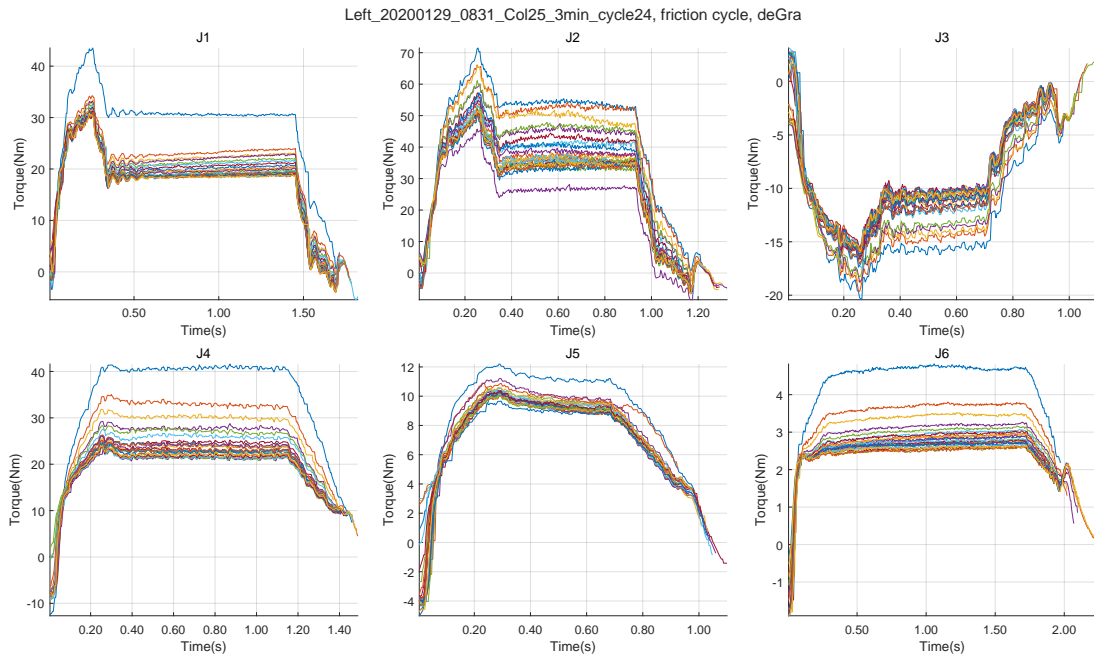 Left_20200129_0831_Col25_3min_cycle24, friction cycle, deGra
J1
40
30
20
10
0
Torque(Nm)
0.50 1.00 1.50
Time(s)
J2
70
60
50
40
30
20
10
0
Torque(Nm)
0.20 0.40 0.60 0.80 1.00 1.20
Time(s)
J3
0
-5
-10
-15
-20
Torque(Nm)
0.20 0.40 0.60 0.80 1.00
Time(s)
J4
40
30
20
10
0
-10
Torque(Nm)
0.20 0.40 0.60 0.80 1.00 1.20 1.40
Time(s)
J5
12
10
8
6
4
2
0
-2
-4
Torque(Nm)
0.20 0.40 0.60 0.80 1.00
Time(s)
J6
4
3
2
1
0
-1
Torque(Nm)
0.50 1.00 1.50 2.00
Time(s)